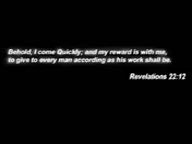 Behold, I come Quickly; and my reward is with me,
to give to every man according as his work shall be.
Revelations 22:12